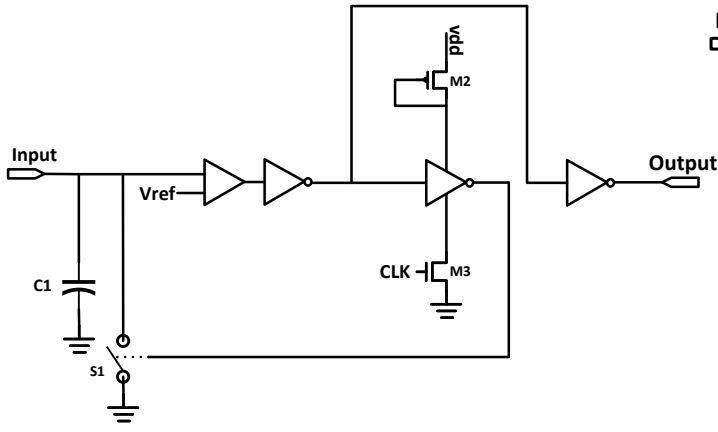 vdd
M2
Input
Vref
Output
CLK
M3
C1
S1